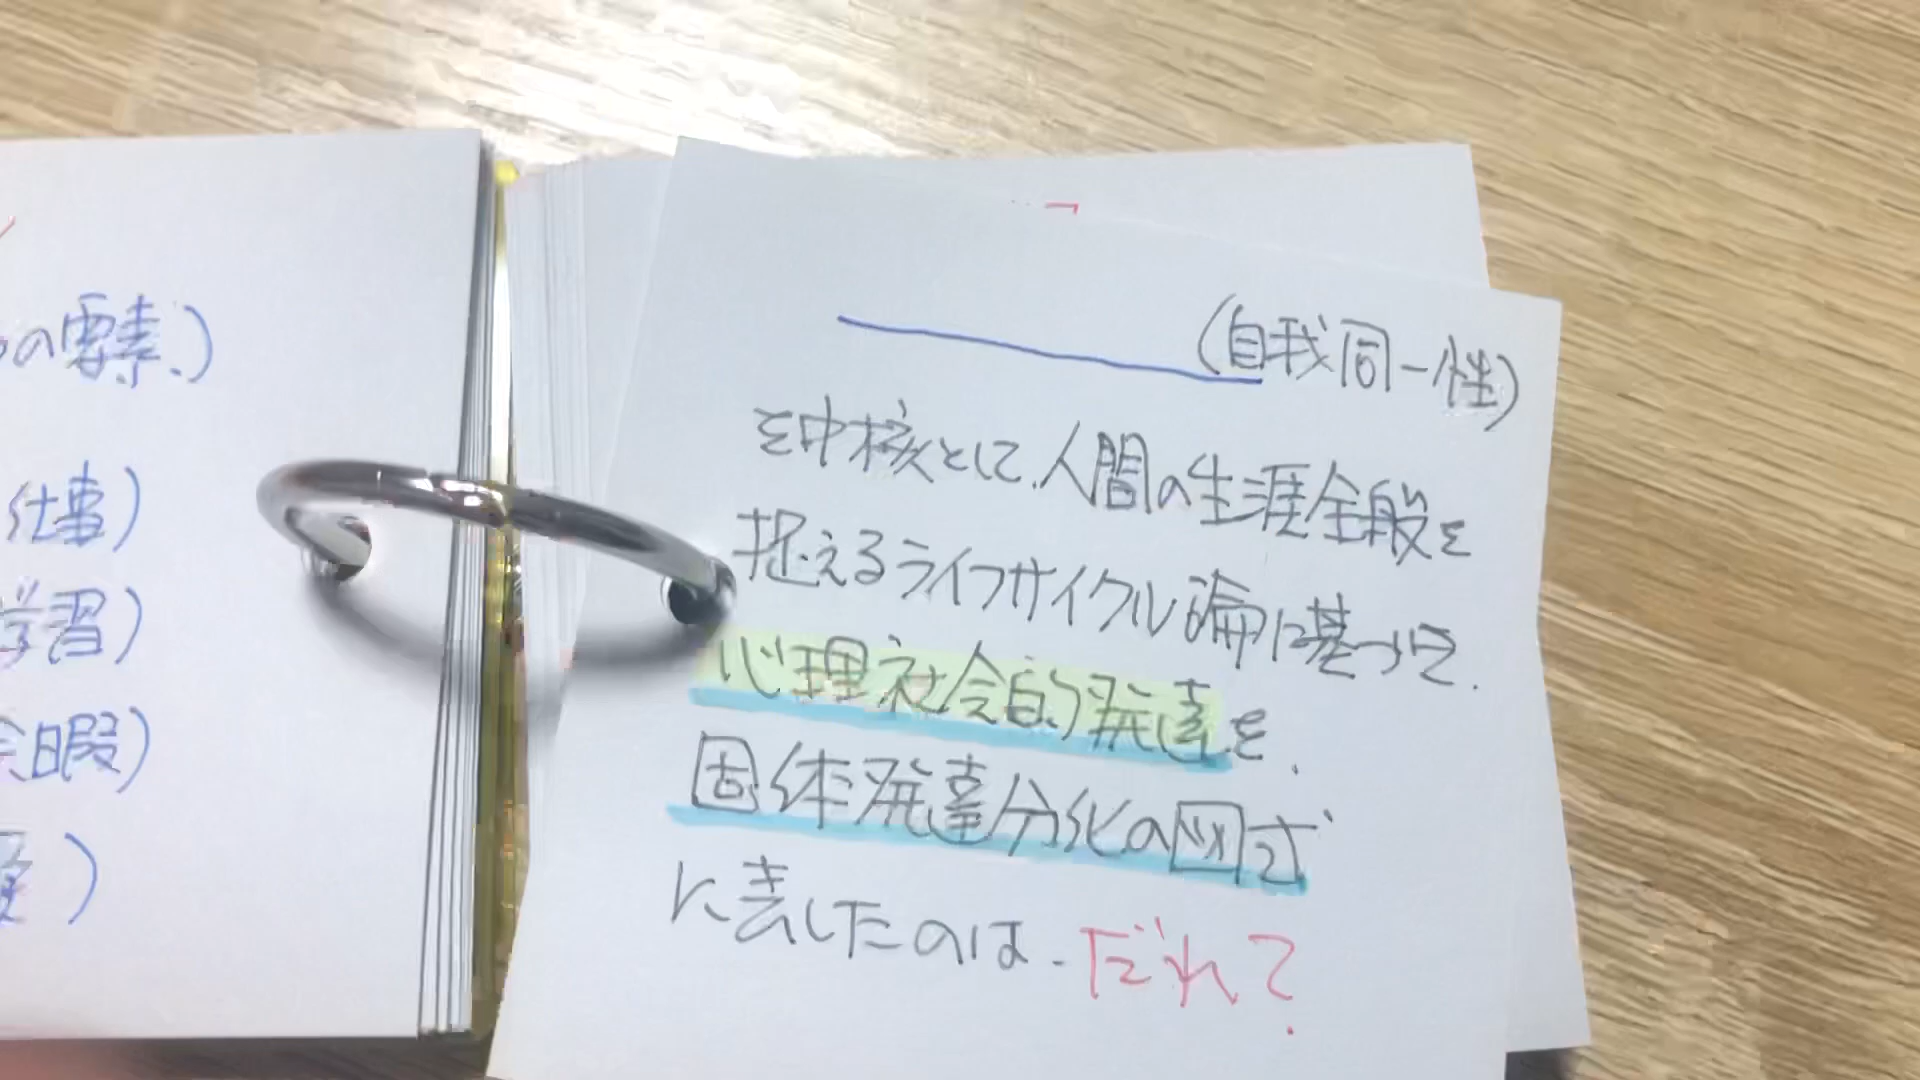 の要素)
仕事)
学習)
余暇)
)
(自我同一性)
を中核として、人間の生涯全般を
捉えるライフサイクル論に基づいて、
心理社会的発達を、
固体発達分化の図式
に表したのは、だれ?